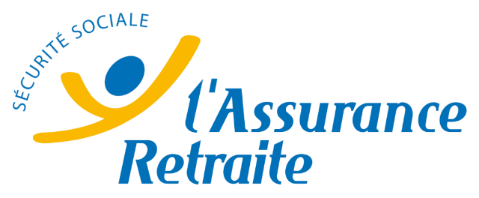 SÉCURITÉ SOCIALE
l'Assurance
Retraite